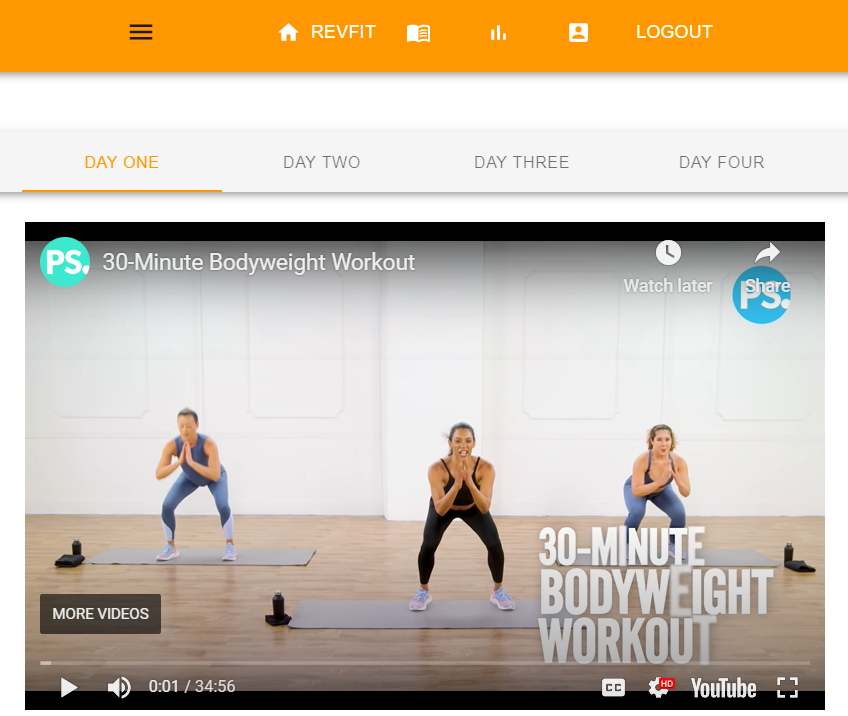 REVFIT
LOGOUT
DAY ONE
DAY TWO
DAY THREE
DAY FOUR
PS.
30-Minute Bodyweight Workout
Watch later
Share
PS.
30-MINUTE
BODYWEIGHT
WORKOUT
MORE VIDEOS
0:01 / 34:56
CC
HD
YouTube